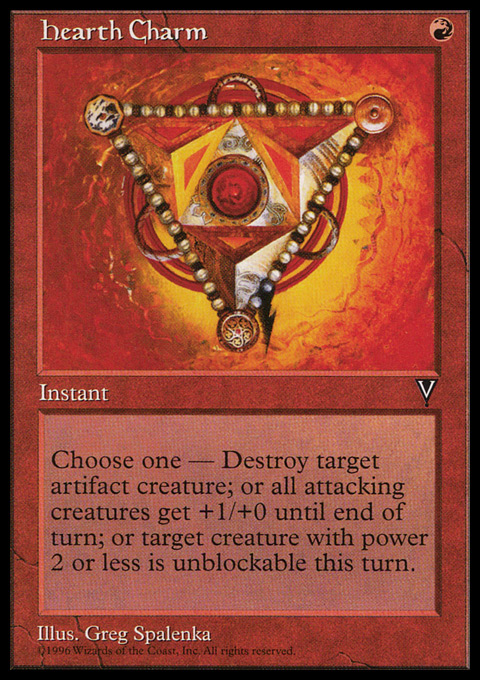 Hearth Charm
Instant
V
Choose one — Destroy target
artifact creature; or all attacking
creatures get +1/+0 until end of
turn; or target creature with power
2 or less is unblockable this turn.
Illus. Greg Spalenka
©1996 Wizards of the Coast, Inc. All rights reserved.